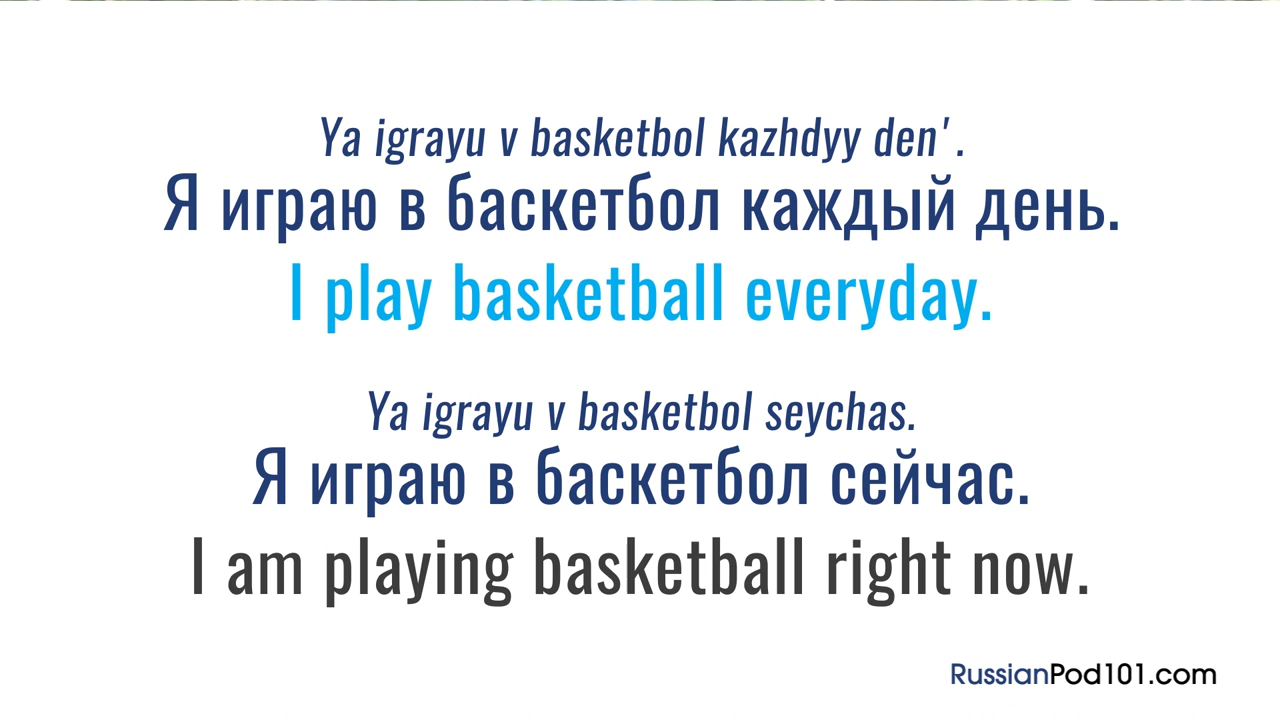 Ya igrayu v basketbol kazhdyy den'.
Я играю в баскетбол каждый день.
I play basketball everyday.
Ya igrayu v basketbol seychas.
Я играю в баскетбол сейчас.
I am playing basketball right now.
RussianPod101.com